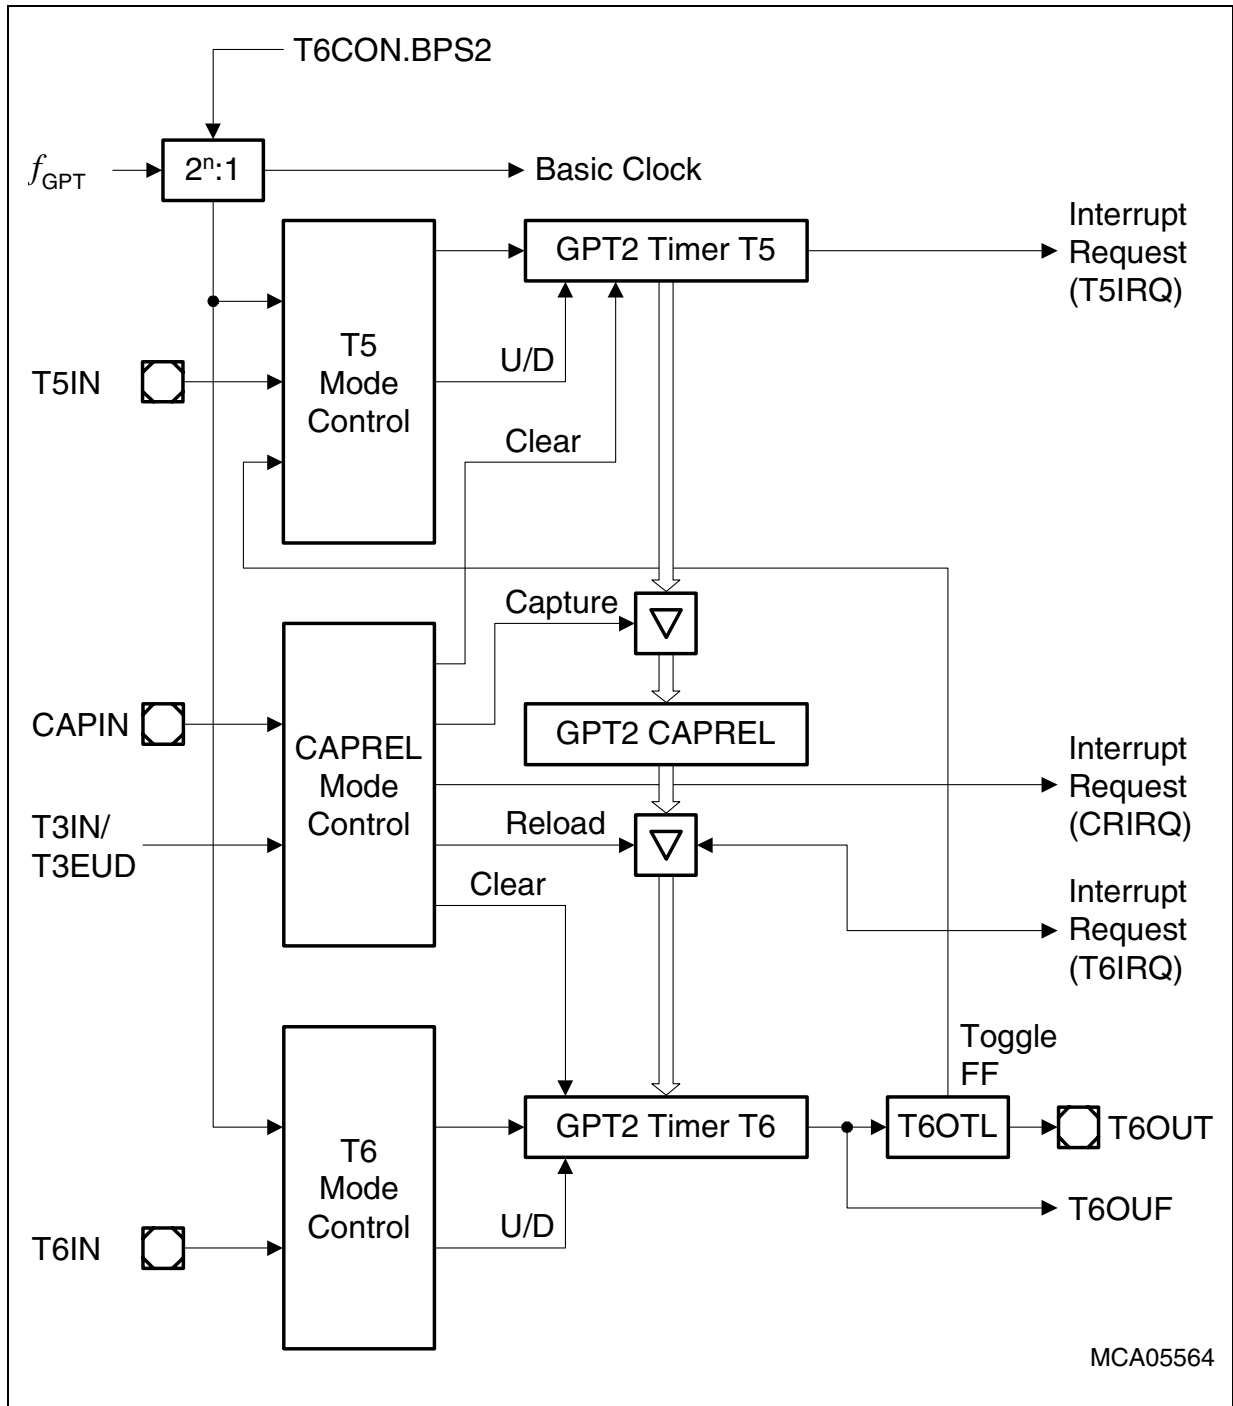 T6CON.BPS2
fGPT
2ⁿ:1
Basic Clock
GPT2 Timer T5
Interrupt
Request
(T5IRQ)
T5
Mode
Control
U/D
T5IN
Clear
Capture
CAPIN
CAPREL
Mode
Control
GPT2 CAPREL
Interrupt
Request
(CRIRQ)
T3IN/
T3EUD
Reload
Clear
Interrupt
Request
(T6IRQ)
Toggle
FF
GPT2 Timer T6
T6OTL
T6OUT
T6
Mode
Control
U/D
T6OUF
T6IN
MCA05564